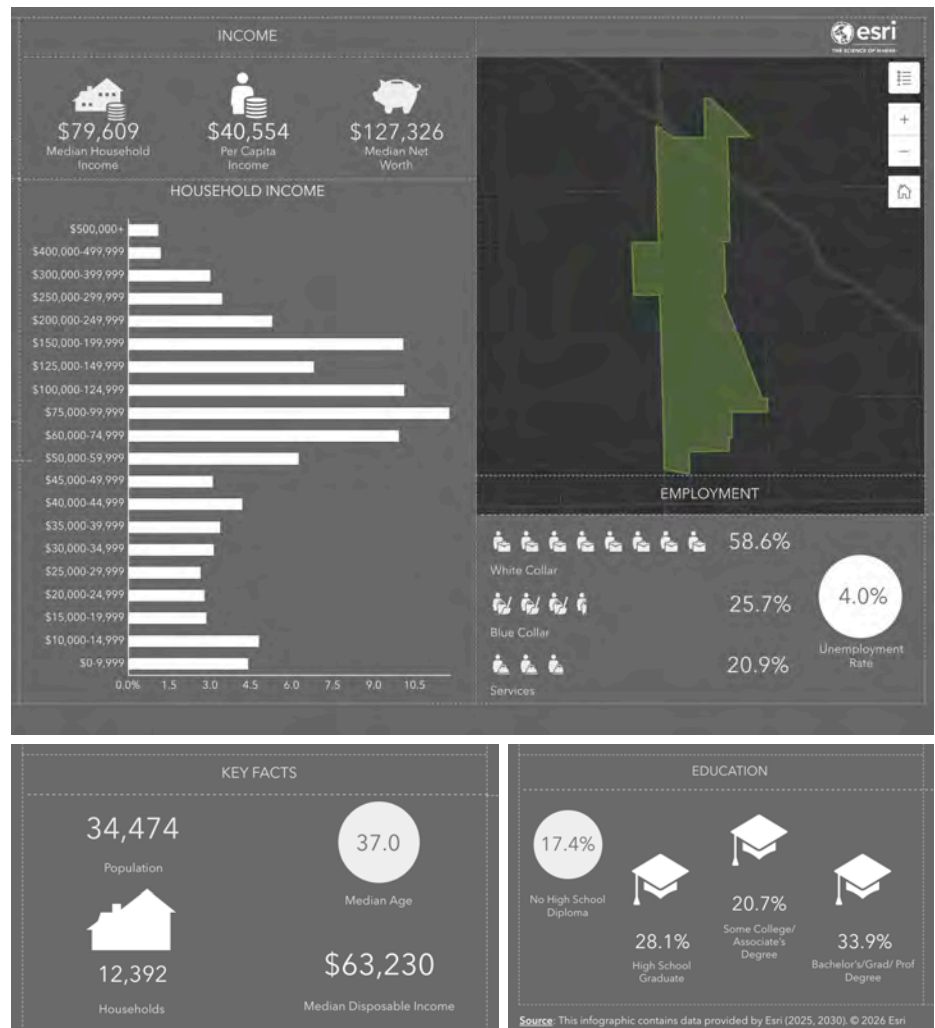 INCOME
esri
THE SCIENCE OF WHERE
$79,609
Median Household
Income
$40,554
Per Capita
Income
$127,326
Median Net
Worth
HOUSEHOLD INCOME
$500,000+
$400,000-499,999
$300,000-399,999
$250,000-299,999
$200,000-249,999
$150,000-199,999
$125,000-149,999
$100,000-124,999
$75,000-99,999
$60,000-74,999
$50,000-59,999
$45,000-49,999
$40,000-44,999
$35,000-39,999
$30,000-34,999
$25,000-29,999
$20,000-24,999
$15,000-19,999
$10,000-14,999
$0-9,999
0.0% 1.5 3.0 4.5 6.0 7.5 9.0 10.5
EMPLOYMENT
58.6%
White Collar
25.7%
Blue Collar
20.9%
Services
4.0%
Unemployment
Rate
KEY FACTS
34,474
Population
37.0
Median Age
12,392
Households
$63,230
Median Disposable Income
EDUCATION
17.4%
No High School
Diploma
28.1%
High School
Graduate
20.7%
Some College/
Associate's
Degree
33.9%
Bachelor's/Grad/ Prof
Degree
Source: This infographic contains data provided by Esri (2025, 2030). © 2026 Esri